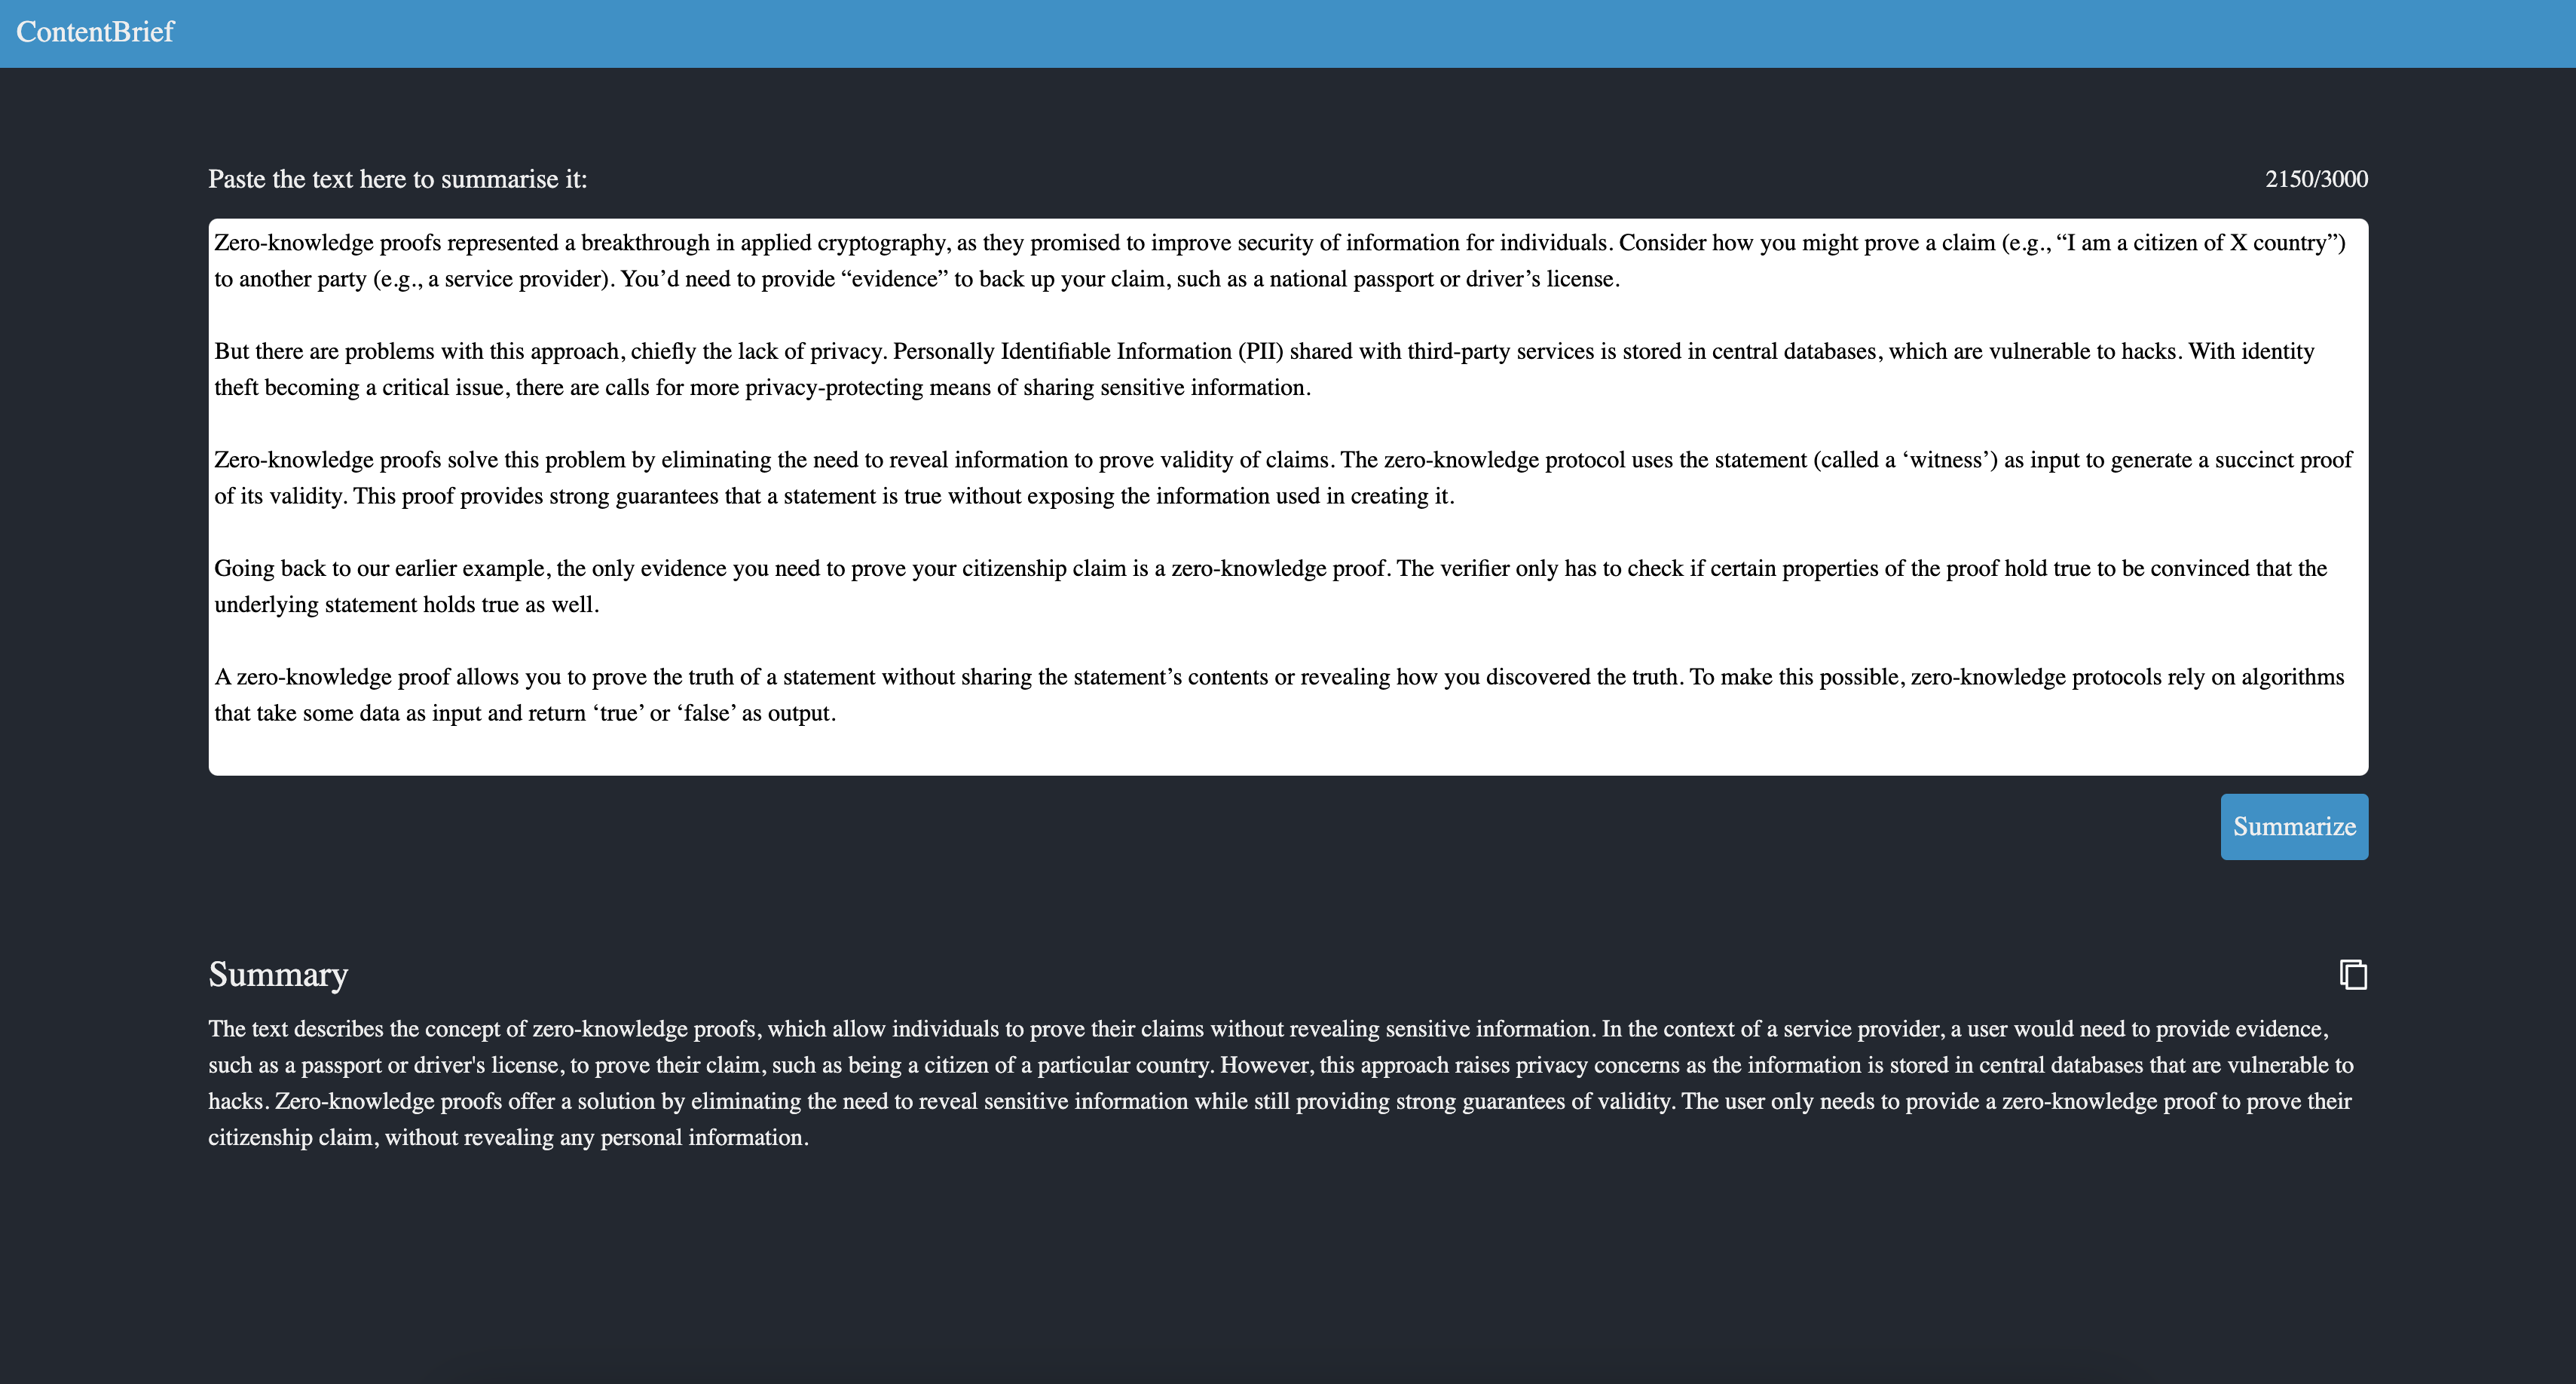 ContentBrief
Paste the text here to summarise it:
2150/3000
Zero-knowledge proofs represented a breakthrough in applied cryptography, as they promised to improve security of information for individuals. Consider how you might prove a claim (e.g., “I am a citizen of X country”)
to another party (e.g., a service provider). You’d need to provide “evidence” to back up your claim, such as a national passport or driver’s license.
But there are problems with this approach, chiefly the lack of privacy. Personally Identifiable Information (PII) shared with third-party services is stored in central databases, which are vulnerable to hacks. With identity
theft becoming a critical issue, there are calls for more privacy-protecting means of sharing sensitive information.
Zero-knowledge proofs solve this problem by eliminating the need to reveal information to prove validity of claims. The zero-knowledge protocol uses the statement (called a ‘witness’) as input to generate a succinct proof
of its validity. This proof provides strong guarantees that a statement is true without exposing the information used in creating it.
Going back to our earlier example, the only evidence you need to prove your citizenship claim is a zero-knowledge proof. The verifier only has to check if certain properties of the proof hold true to be convinced that the
underlying statement holds true as well.
A zero-knowledge proof allows you to prove the truth of a statement without sharing the statement’s contents or revealing how you discovered the truth. To make this possible, zero-knowledge protocols rely on algorithms
that take some data as input and return ‘true’ or ‘false’ as output.
Summarize
Summary
The text describes the concept of zero-knowledge proofs, which allow individuals to prove their claims without revealing sensitive information. In the context of a service provider, a user would need to provide evidence,
such as a passport or driver's license, to prove their claim, such as being a citizen of a particular country. However, this approach raises privacy concerns as the information is stored in central databases that are vulnerable to
hacks. Zero-knowledge proofs offer a solution by eliminating the need to reveal sensitive information while still providing strong guarantees of validity. The user only needs to provide a zero-knowledge proof to prove their
citizenship claim, without revealing any personal information.